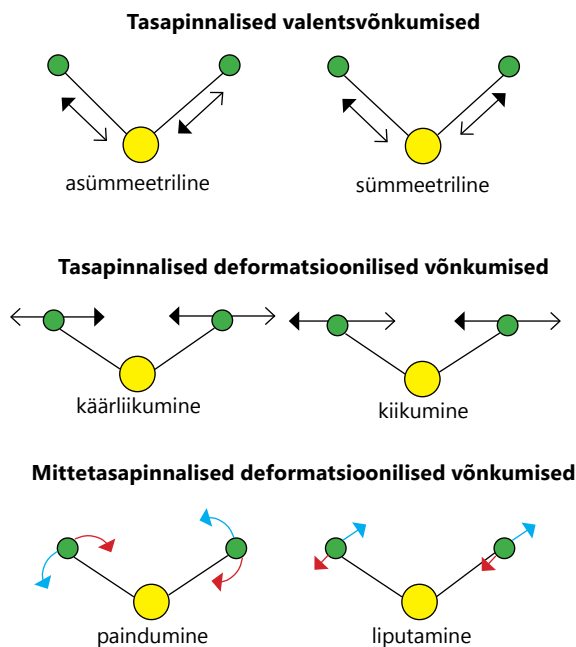 Tasapinnalised valentsvõnkumised
asümmeetriline
sümmeetriline
Tasapinnalised deformatsioonilised võnkumised
käärliikumine
kiikumine
Mittetasapinnalised deformatsioonilised võnkumised
paindumine
liputamine